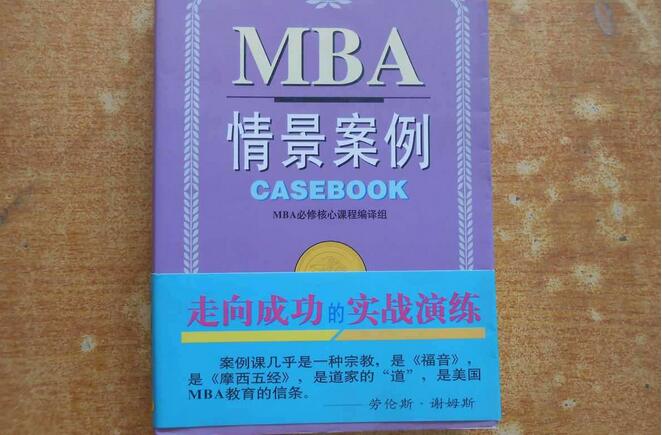 MBA
情景案例
CASEBOOK
MBA必修核心课程编译组
走向成功的实战演练
案例课几乎是一种宗教，是《福音》，
是《摩西五经》，是道家的“道”，是美国
MBA教育的信条。
——劳伦斯·谢姆斯